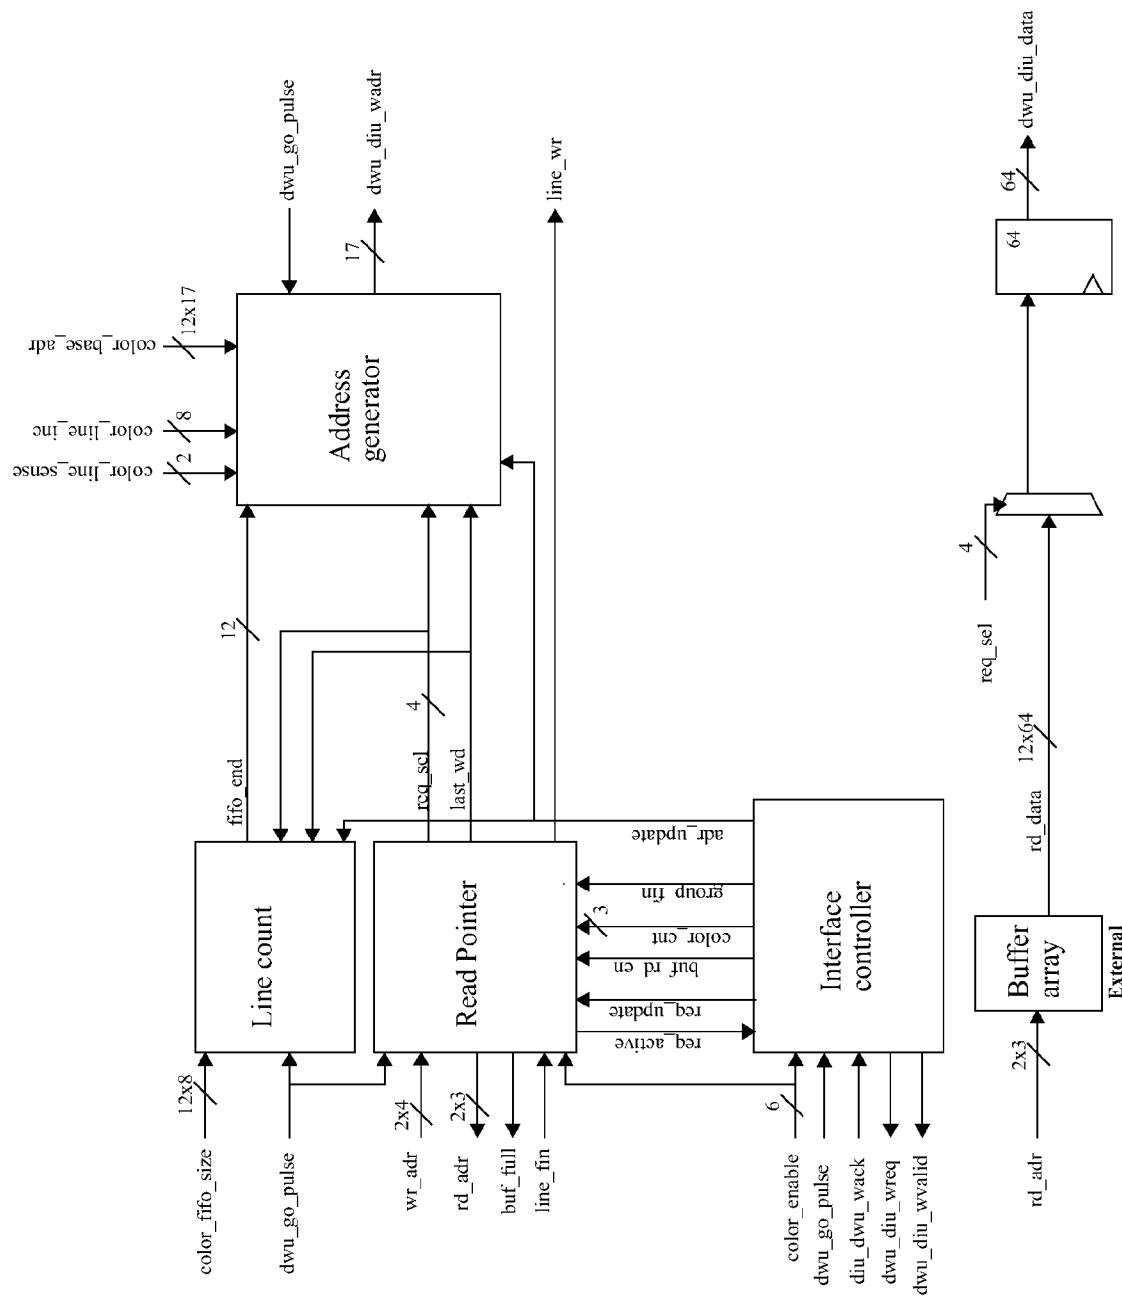 color_fifo_size
12x8
dwu_go_pulse
Line count
fifo_end
12
color_line_sense
2
color_line_inc
8
color_base_adr
12x17
Address
generator
dwu_go_pulse
17
dwu_diu_wadr
wr_adr
2x4
rd_adr
2x3
buf_full
line_fin
Read Pointer
req_sel
4
last_wd
line_wr
req_active
req_update
buf_rd_en
color_cnt
3
group_fin
adr_update
color_enable
6
dwu_go_pulse
diu_dwu_wack
dwu_diu_wreq
dwu_diu_wvalid
Interface
controller
rd_adr
2x3
Buffer
array
External
rd_data
12x64
req_sel
4
64
64
dwu_diu_data